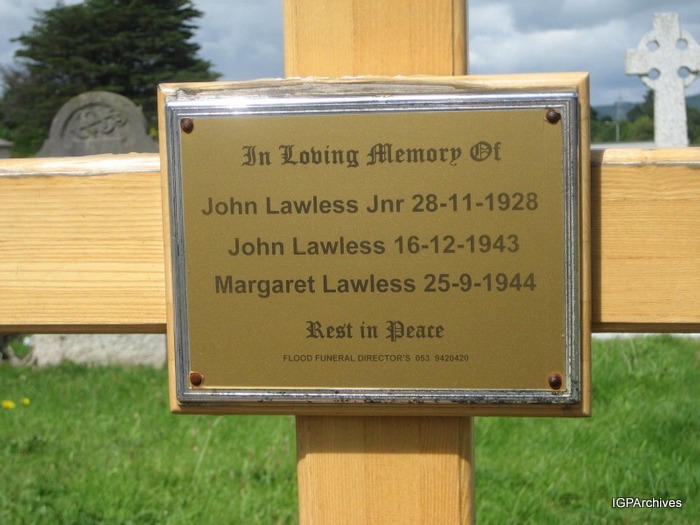 In Loving Memory Of
John Lawless Jnr 28-11-1928
John Lawless 16-12-1943
Margaret Lawless 25-9-1944
Rest in Peace
FLOOD FUNERAL DIRECTOR'S 053 9420420
IGPArchives